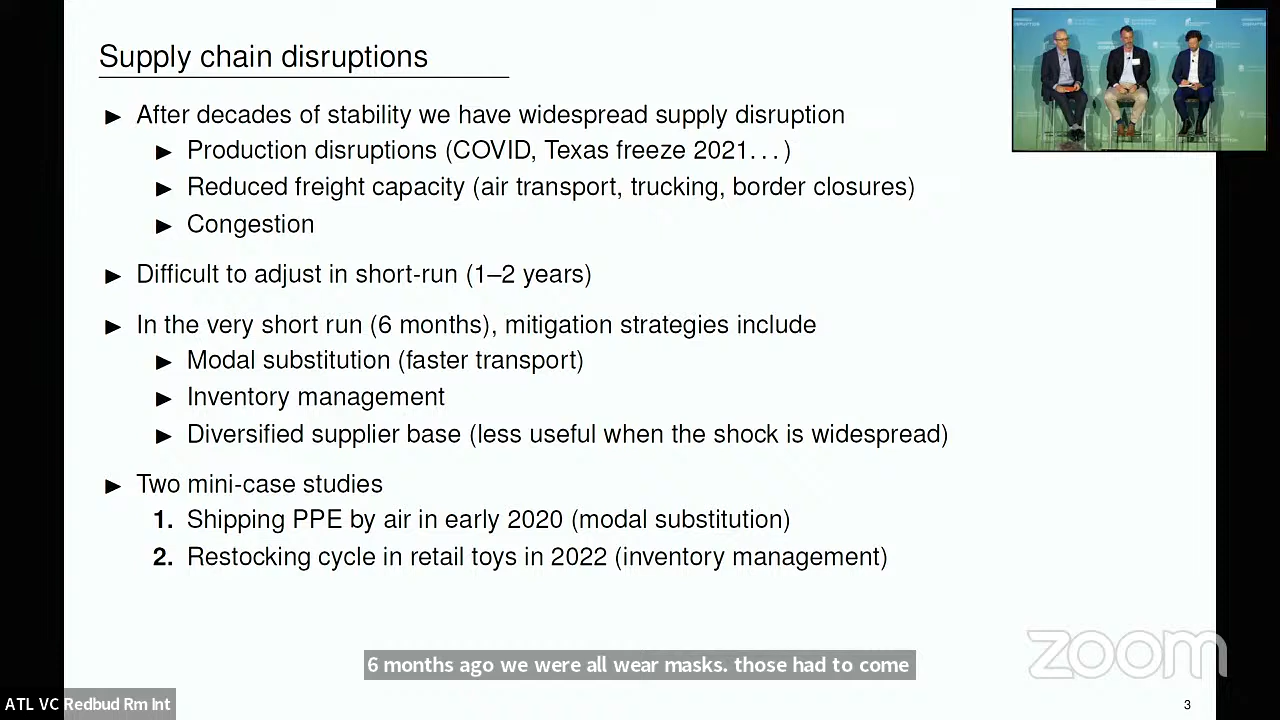 Supply chain disruptions
▶ After decades of stability we have widespread supply disruption
▶ Production disruptions (COVID, Texas freeze 2021...)
▶ Reduced freight capacity (air transport, trucking, border closures)
▶ Congestion
▶ Difficult to adjust in short-run (1–2 years)
▶ In the very short run (6 months), mitigation strategies include
▶ Modal substitution (faster transport)
▶ Inventory management
▶ Diversified supplier base (less useful when the shock is widespread)
▶ Two mini-case studies
1. Shipping PPE by air in early 2020 (modal substitution)
2. Restocking cycle in retail toys in 2022 (inventory management)
zoom
6 months ago we were all wear masks. those had to come
ATL VC Redbud Rm Int
3